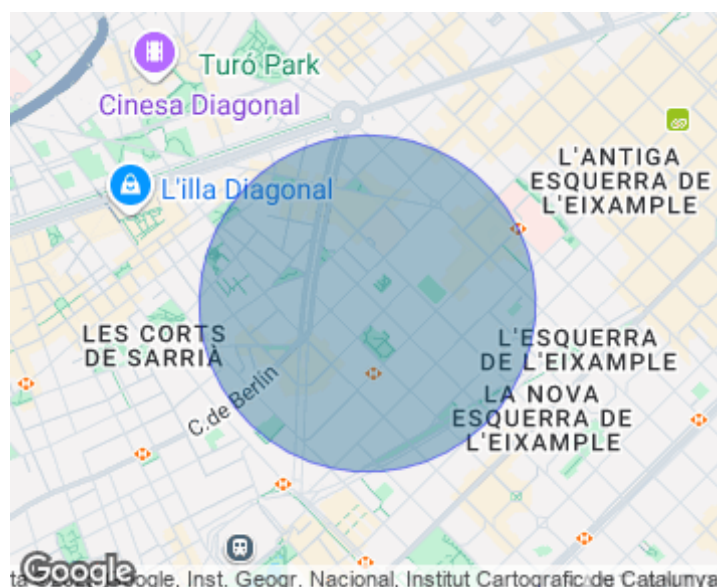 Turó Park
Cinesa Diagonal
L'illa Diagonal
L'ANTIGA
ESQUERRA DE
L'EIXAMPLE
LES CORTS
DE SARRIÀ
L'ESQUERRA
DE L'EIXAMPLE
C.de Berlín
LA NOVA
ESQUERRA DE
L'EIXAMPLE
Google
Google, Inst. Geogr. Nacional, Institut Cartogràfic de Catalunya